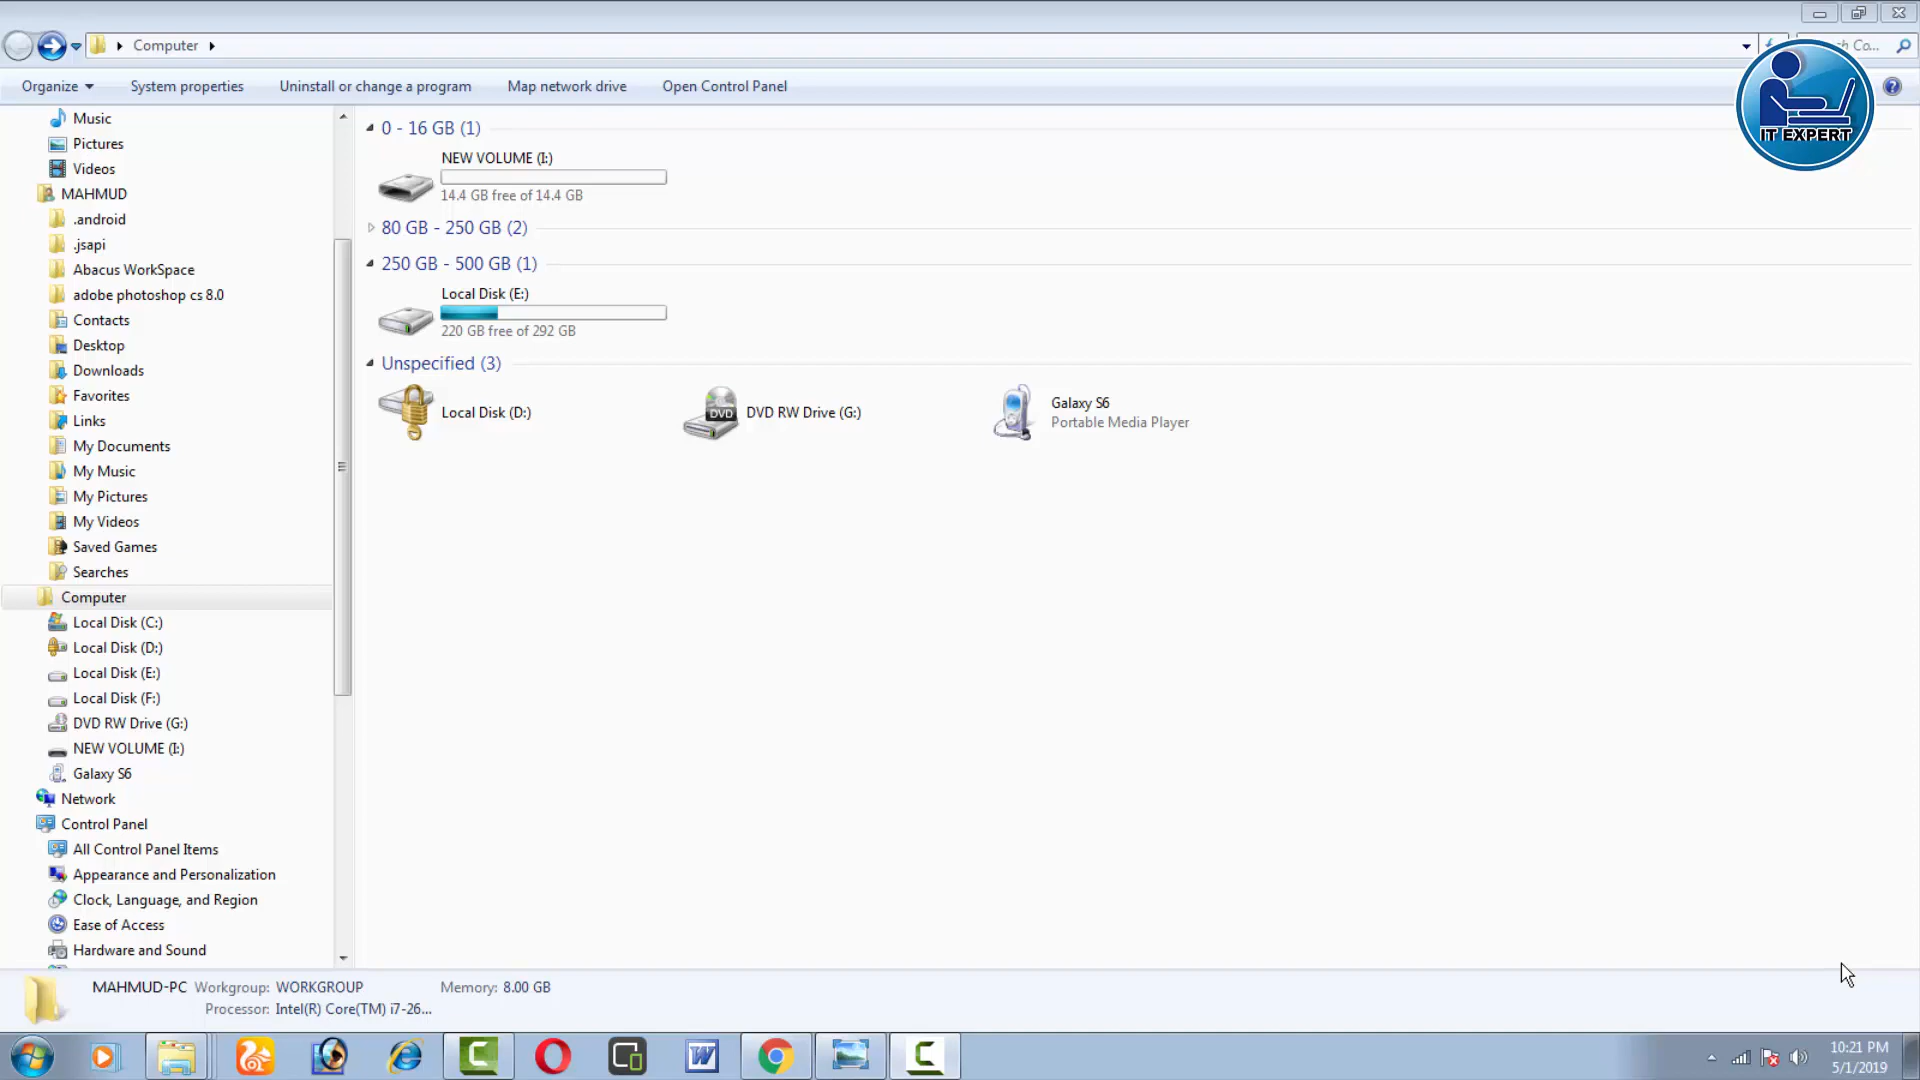 Computer
Co...
Organize
System properties
Uninstall or change a program
Map network drive
Open Control Panel
IT EXPERT
Music
Pictures
Videos
MAHMUD
.android
.jsapi
Abacus WorkSpace
adobe photoshop cs 8.0
Contacts
Desktop
Downloads
Favorites
Links
My Documents
My Music
My Pictures
My Videos
Saved Games
Searches
Computer
Local Disk (C:)
Local Disk (D:)
Local Disk (E:)
Local Disk (F:)
DVD RW Drive (G:)
NEW VOLUME (I:)
Galaxy S6
Network
Control Panel
All Control Panel Items
Appearance and Personalization
Clock, Language, and Region
Ease of Access
Hardware and Sound
0 - 16 GB (1)
NEW VOLUME (I:)
14.4 GB free of 14.4 GB
80 GB - 250 GB (2)
250 GB - 500 GB (1)
Local Disk (E:)
220 GB free of 292 GB
Unspecified (3)
Local Disk (D:)
DVD
DVD RW Drive (G:)
Galaxy S6
Portable Media Player
MAHMUD-PC Workgroup: WORKGROUP Memory: 8.00 GB
Processor: Intel(R) Core(TM) i7-26...
10:21 PM
5/1/2019